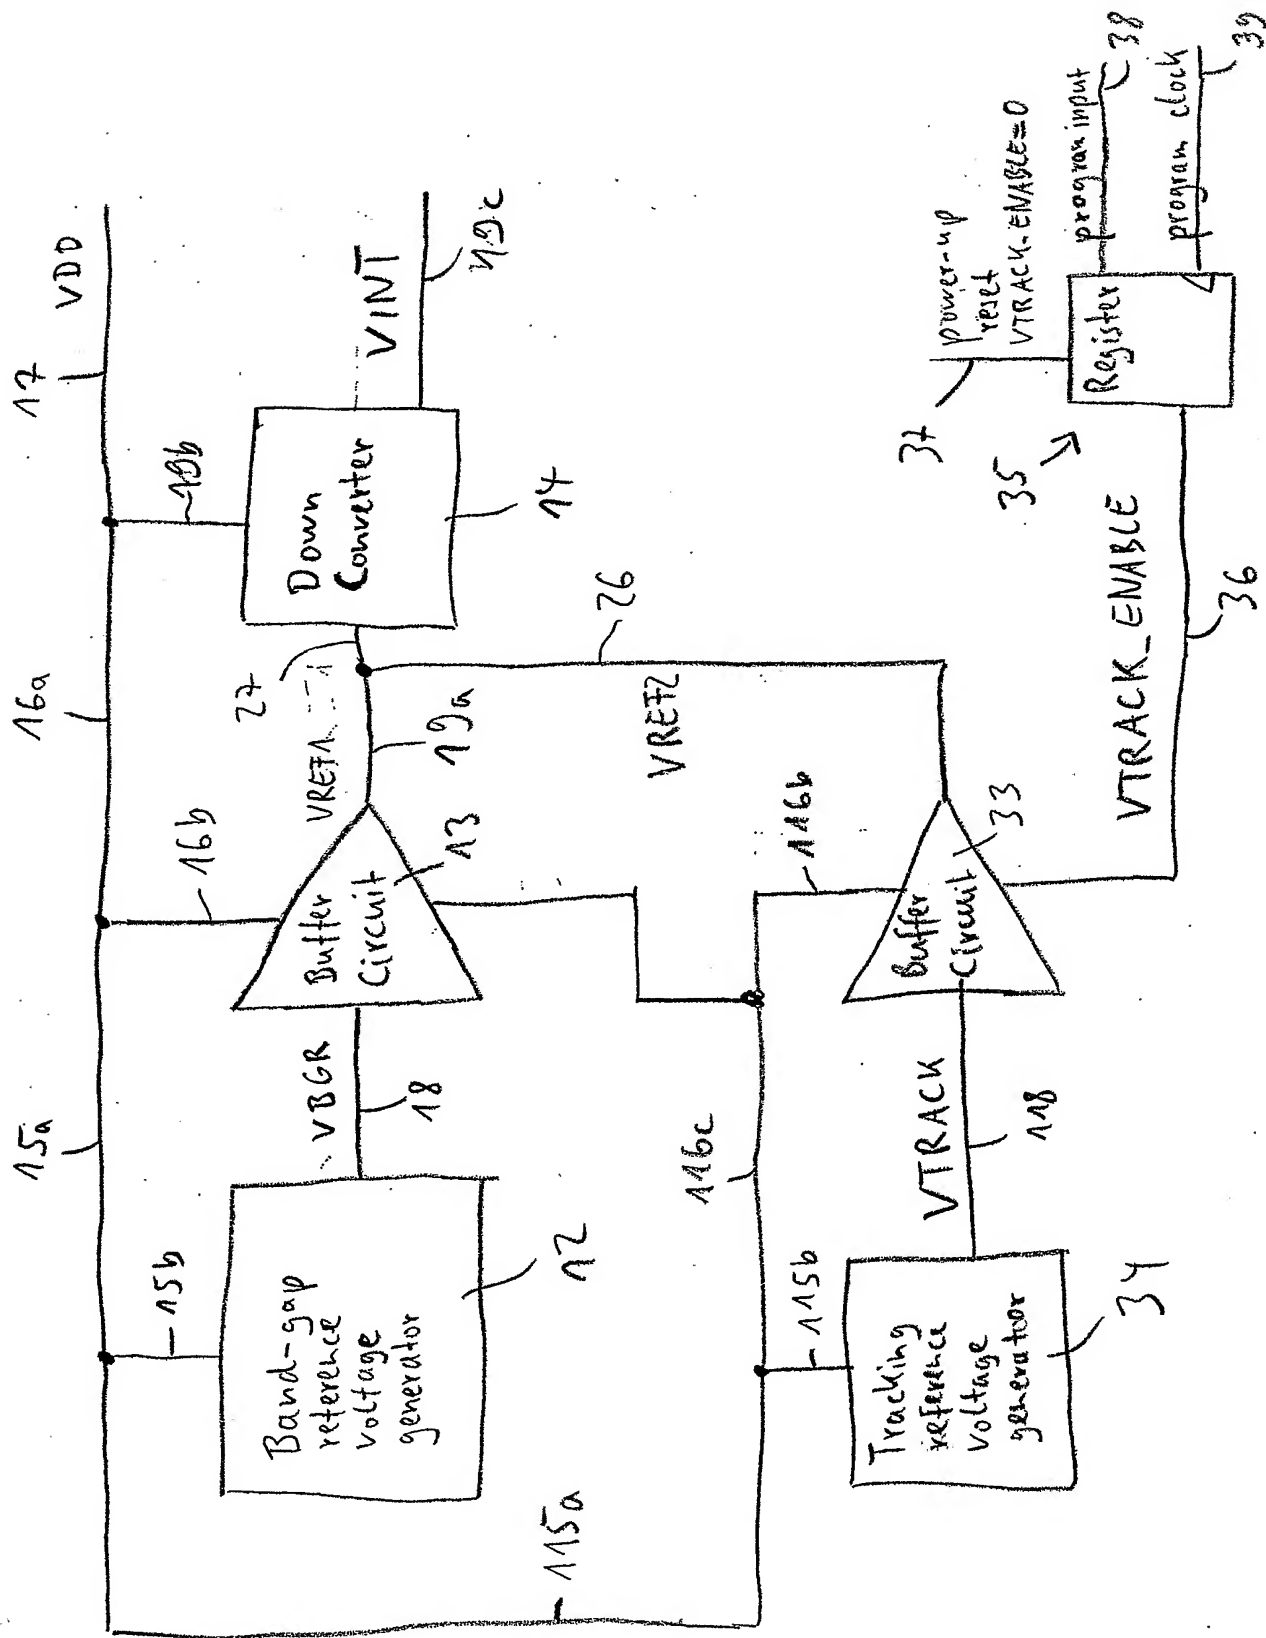 17
VDD
16a
15a
19b
16b
15b
Down
Converter
14
VINT
19c
27
VREF1
19a
Buffer
Circuit
13
VBGR
18
Band-gap
reference
voltage
generator
12
115a
26
VREF2
116b
116c
115b
Buffer
Circuit
33
VTRACK
118
Tracking
reference
voltage
generator
34
VTRACK_ENABLE
36
35
Register
37
power-up
reset
VTRACK-ENABLE=0
program input
38
program clock
39